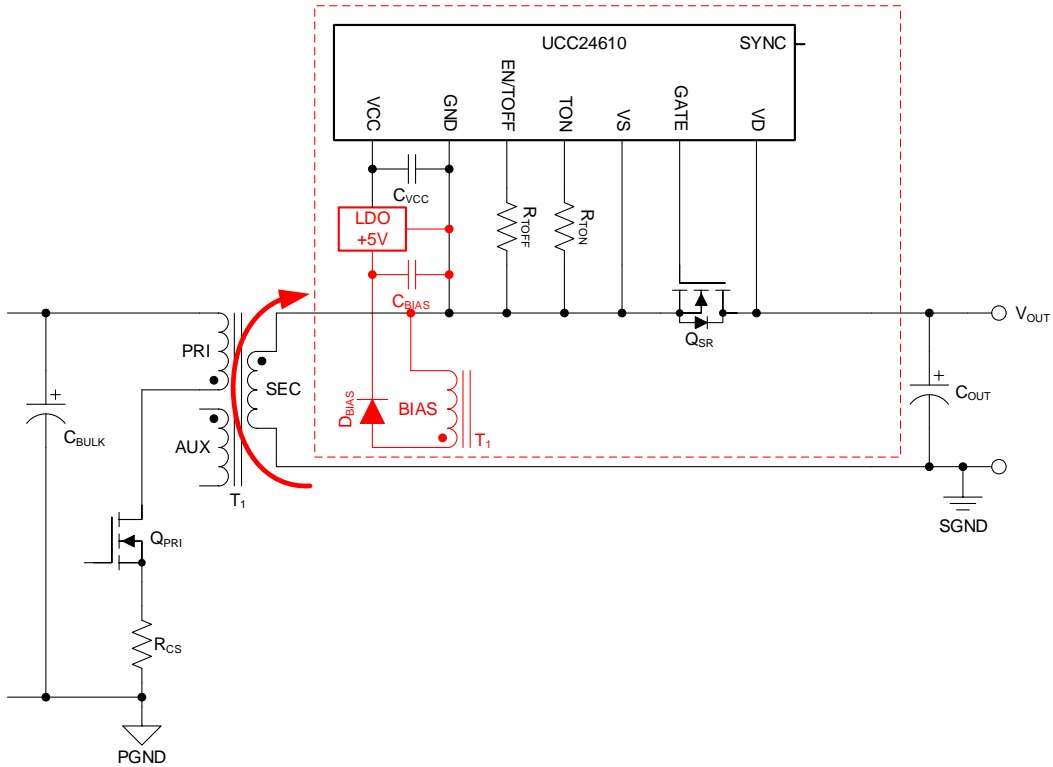 UCC24610
SYNC
VCC
GND
EN/TOFF
TON
VS
GATE
VD
CVCC
LDO
+5V
RTOFF
RTON
CBIAS
QSR
VOUT
PRI
SEC
DBIAS
BIAS
T1
COUT
+
+
CBULK
AUX
T1
SGND
QPRI
RCS
PGND